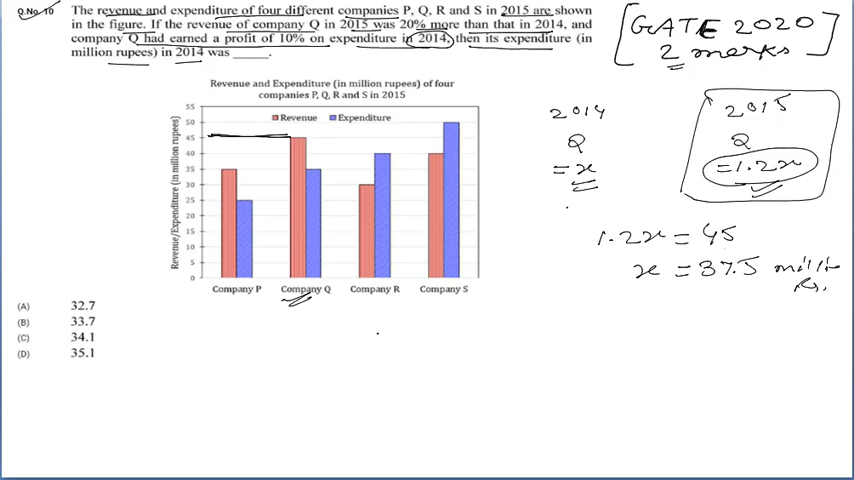 Q.No. 10 The revenue and expenditure of four different companies P, Q, R and S in 2015 are shown
in the figure. If the revenue of company Q in 2015 was 20% more than that in 2014, and
company Q had earned a profit of 10% on expenditure in 2014, then its expenditure (in
million rupees) in 2014 was _____.
[GATE 2020
2 marks]
Revenue and Expenditure (in million rupees) of four
companies P, Q, R and S in 2015
Revenue Expenditure
Revenue/Expenditure (in million rupees)
55
50
45
40
35
30
25
20
15
10
5
0
Company P Company Q Company R Company S
2014
Q
= x
2015
Q
= 1.2x
1.2x = 45
x = 37.5 million
Rs.
(A) 32.7
(B) 33.7
(C) 34.1
(D) 35.1